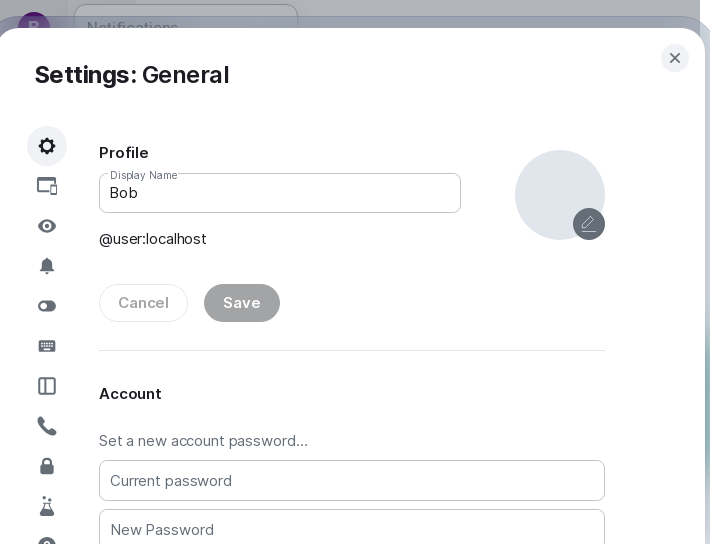 B
Notifications
Settings: General
Profile
Display Name
Bob
@user:localhost
Cancel
Save
Account
Set a new account password...
Current password
New Password